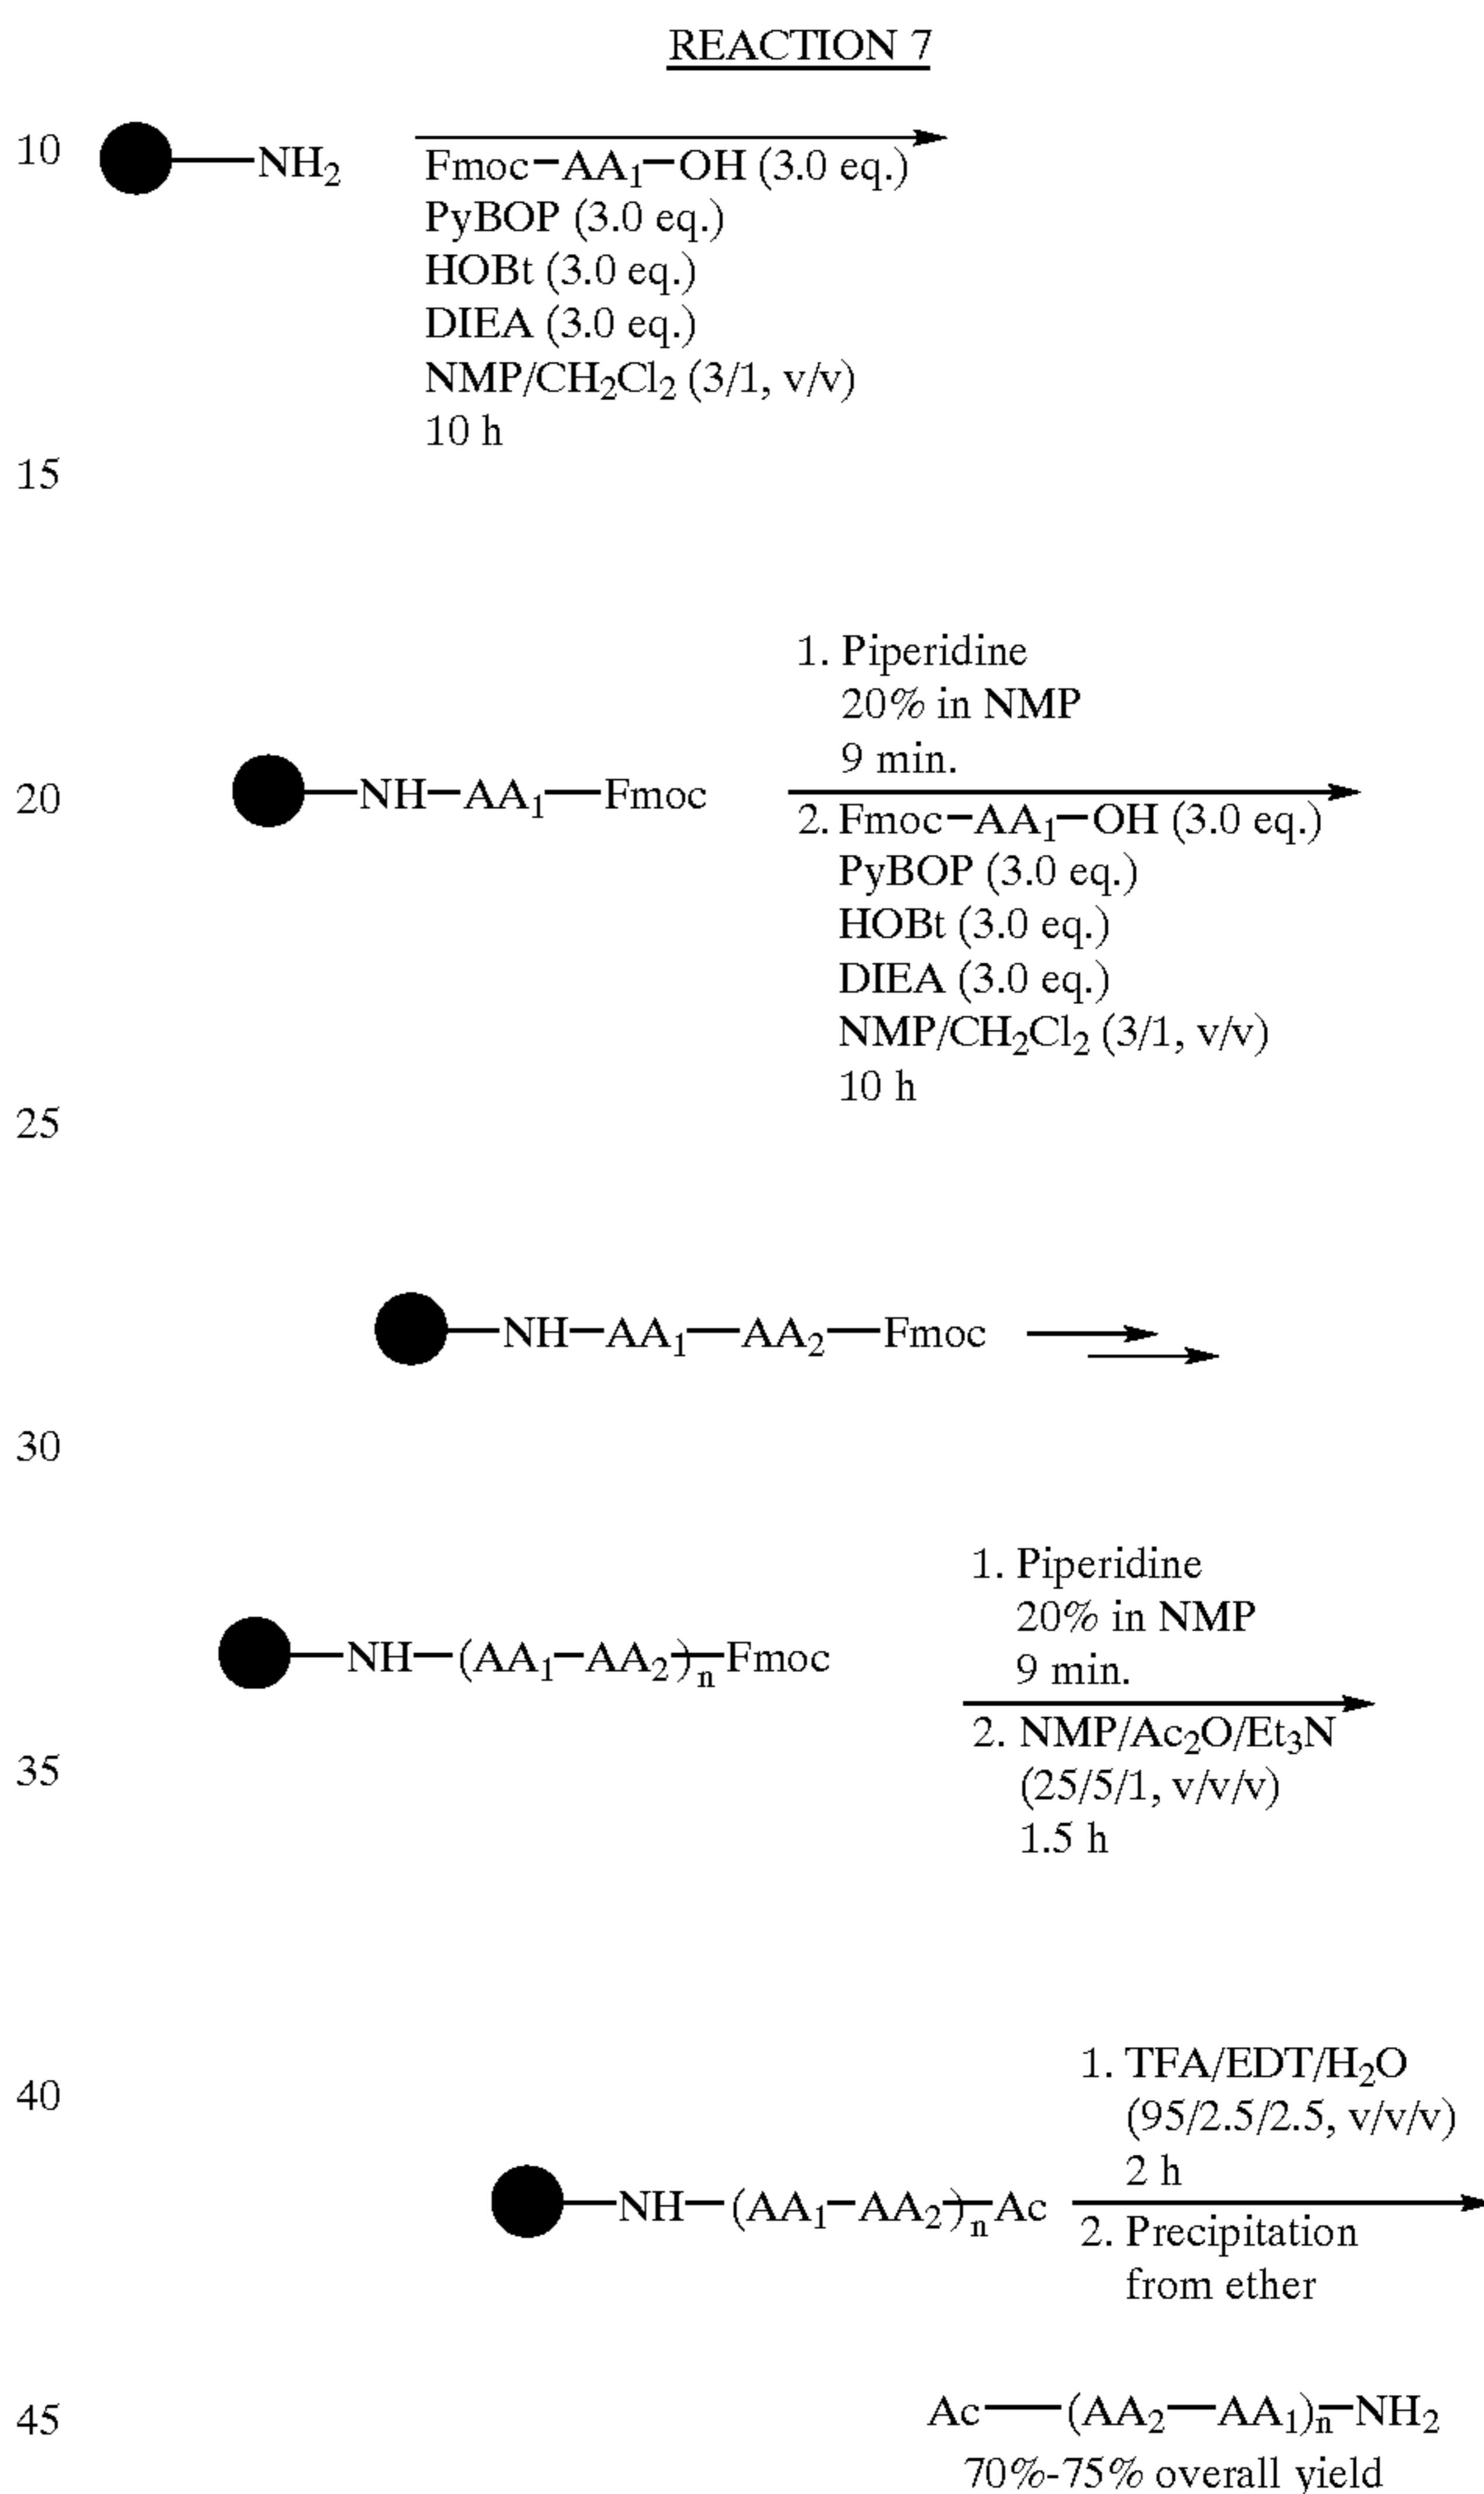 REACTION 7
10
NH2
Fmoc—AA1—OH (3.0 eq.)
PyBOP (3.0 eq.)
HOBt (3.0 eq.)
DIEA (3.0 eq.)
NMP/CH2Cl2 (3/1, v/v)
10 h
15
1. Piperidine
20% in NMP
9 min.
20
NH—AA1—Fmoc
2. Fmoc—AA1—OH (3.0 eq.)
PyBOP (3.0 eq.)
HOBt (3.0 eq.)
DIEA (3.0 eq.)
NMP/CH2Cl2 (3/1, v/v)
10 h
25
NH—AA1—AA2—Fmoc
30
1. Piperidine
20% in NMP
9 min.
NH—(AA1—AA2)n—Fmoc
2. NMP/Ac2O/Et3N
35
(25/5/1, v/v/v)
1.5 h
40
1. TFA/EDT/H2O
(95/2.5/2.5, v/v/v)
2 h
NH—(AA1—AA2)n—Ac
2. Precipitation
from ether
45
Ac—(AA2—AA1)n—NH2
70%-75% overall yield